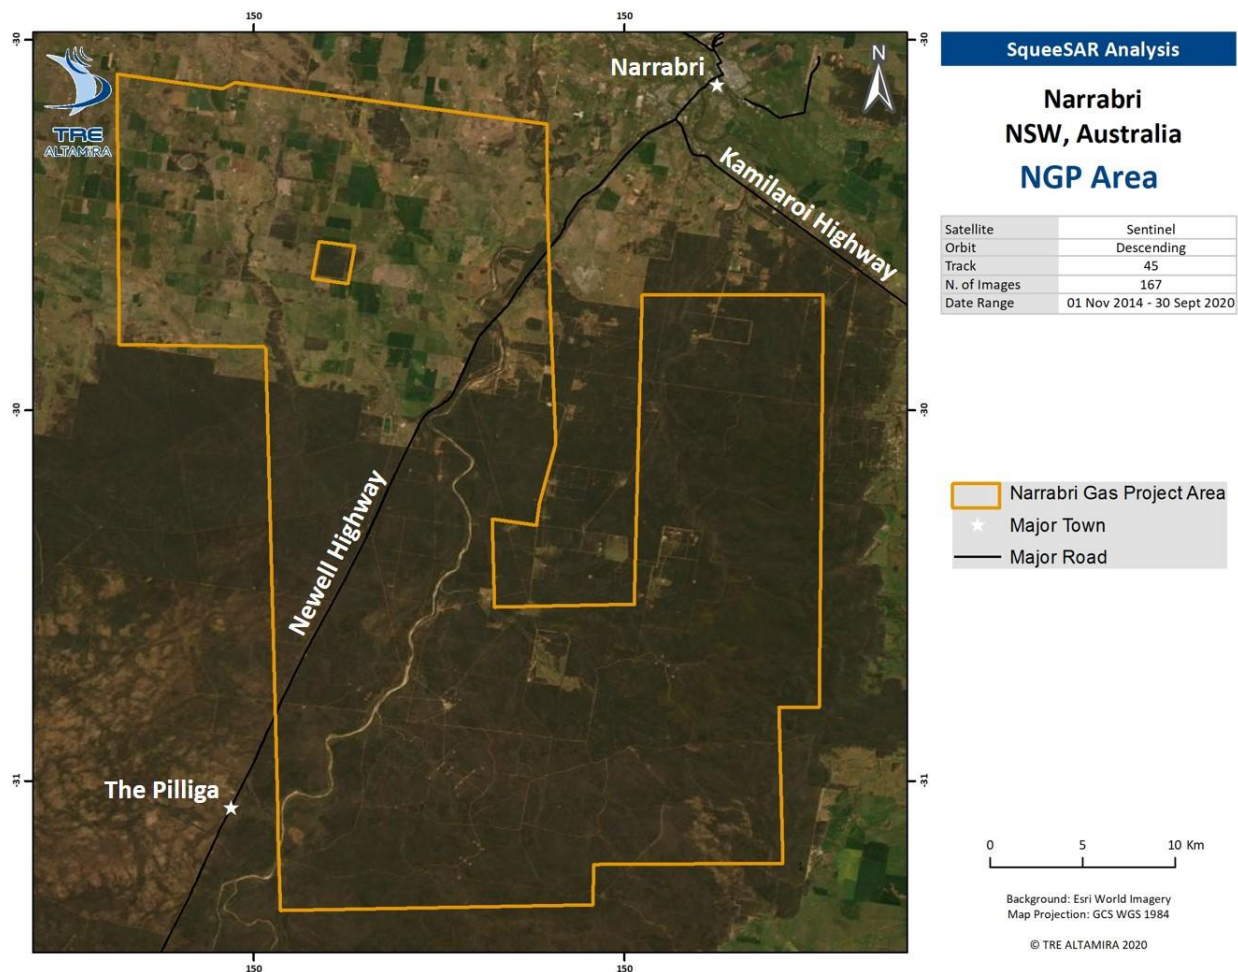 150
150
-30
-30
Narrabri
N
TRE
ALTAMIRA
Kamilaroi Highway
-30
-30
Newell Highway
-31
-31
The Pilliga
150
150
SqueeSAR Analysis
Narrabri
NSW, Australia
NGP Area
Satellite Sentinel
Orbit Descending
Track 45
N. of Images 167
Date Range 01 Nov 2014 - 30 Sept 2020
Narrabri Gas Project Area
Major Town
Major Road
0 5 10 Km
Background: Esri World Imagery
Map Projection: GCS WGS 1984
© TRE ALTAMIRA 2020